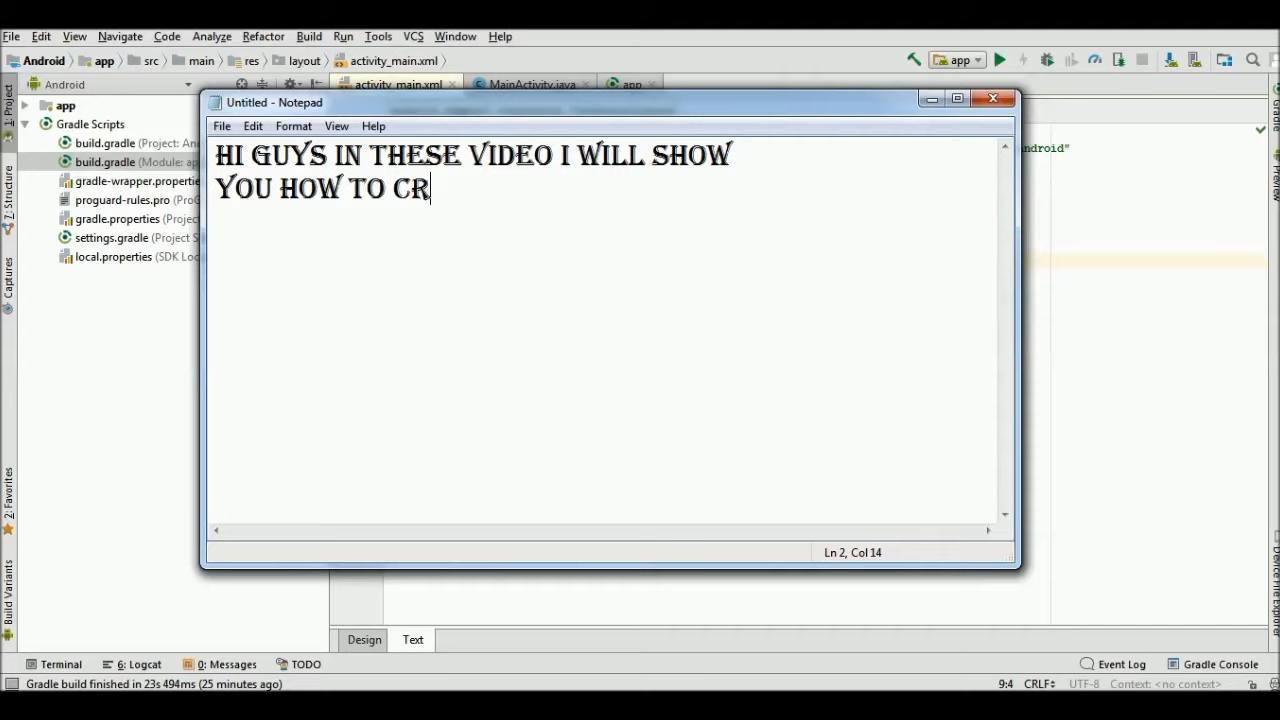 File Edit View Navigate Code Analyze Refactor Build Run Tools VCS Window Help
Android app src main res layout activity_main.xml app
Android activity_main.xml MainActivity.java app
Untitled - Notepad
File Edit Format View Help
HI GUYS IN THESE VIDEO I WILL SHOW
YOU HOW TO CR
Ln 2, Col 14
app
Gradle Scripts
build.gradle (Project: An
build.gradle (Module: ap
gradle-wrapper.propertie
proguard-rules.pro (ProG
gradle.properties (Project
settings.gradle (Project S
local.properties (SDK Loc
ndroid"
1: Project
7: Structure
Captures
2: Favorites
Build Variants
Gradle
Preview
Device File Explorer
Design Text
Terminal 6: Logcat 0: Messages TODO Event Log Gradle Console
Gradle build finished in 23s 494ms (25 minutes ago) 9:4 CRLF UTF-8 Context: <no context>